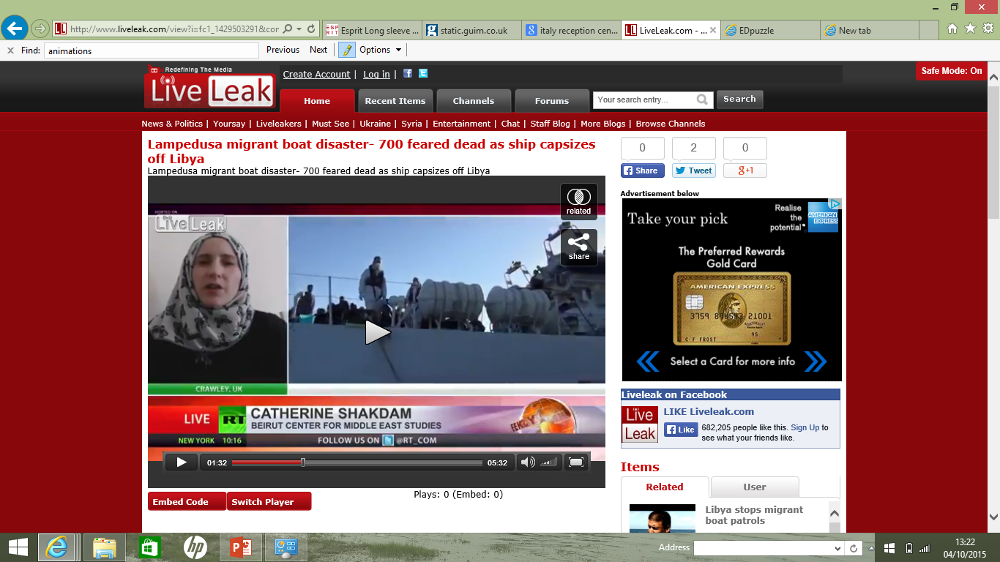 http://www.liveleak.com/view?i=fc1_1429503291&cor
Esprit Long sleeve ...
static.guim.co.uk
italy reception cen...
LiveLeak.com - ...
EDpuzzle
New tab
x Find: animations Previous Next Options
Redefining The Media
Live Leak
Create Account | Log in |
Safe Mode: On
Home
Recent Items
Channels
Forums
Your search entry...
Search
News & Politics | Yoursay | Liveleakers | Must See | Ukraine | Syria | Entertainment | Chat | Staff Blog | More Blogs | Browse Channels
Lampedusa migrant boat disaster- 700 feared dead as ship capsizes
off Libya
Lampedusa migrant boat disaster- 700 feared dead as ship capsizes off Libya
HOSTED ON
Live Leak
related
share
CRAWLEY, UK
LIVE RT CATHERINE SHAKDAM
BEIRUT CENTER FOR MIDDLE EAST STUDIES
NEW YORK 10:16 FOLLOW US ON @RT_COM
01:32 05:32
Embed Code
Switch Player
Plays: 0 (Embed: 0)
0 2 0
Share Tweet +1
Advertisement below
Take your pick
Realise
the
potential
AMERICAN
EXPRESS
The Preferred Rewards
Gold Card
AMERICAN EXPRESS
21001
95
C F FROST
Select a Card for more info
Liveleak on Facebook
Live
Leak
LIKE Liveleak.com
Like
682,205 people like this. Sign Up to
see what your friends like.
Items
Related
User
Libya stops migrant
boat patrols
hp
Address
13:22
04/10/2015